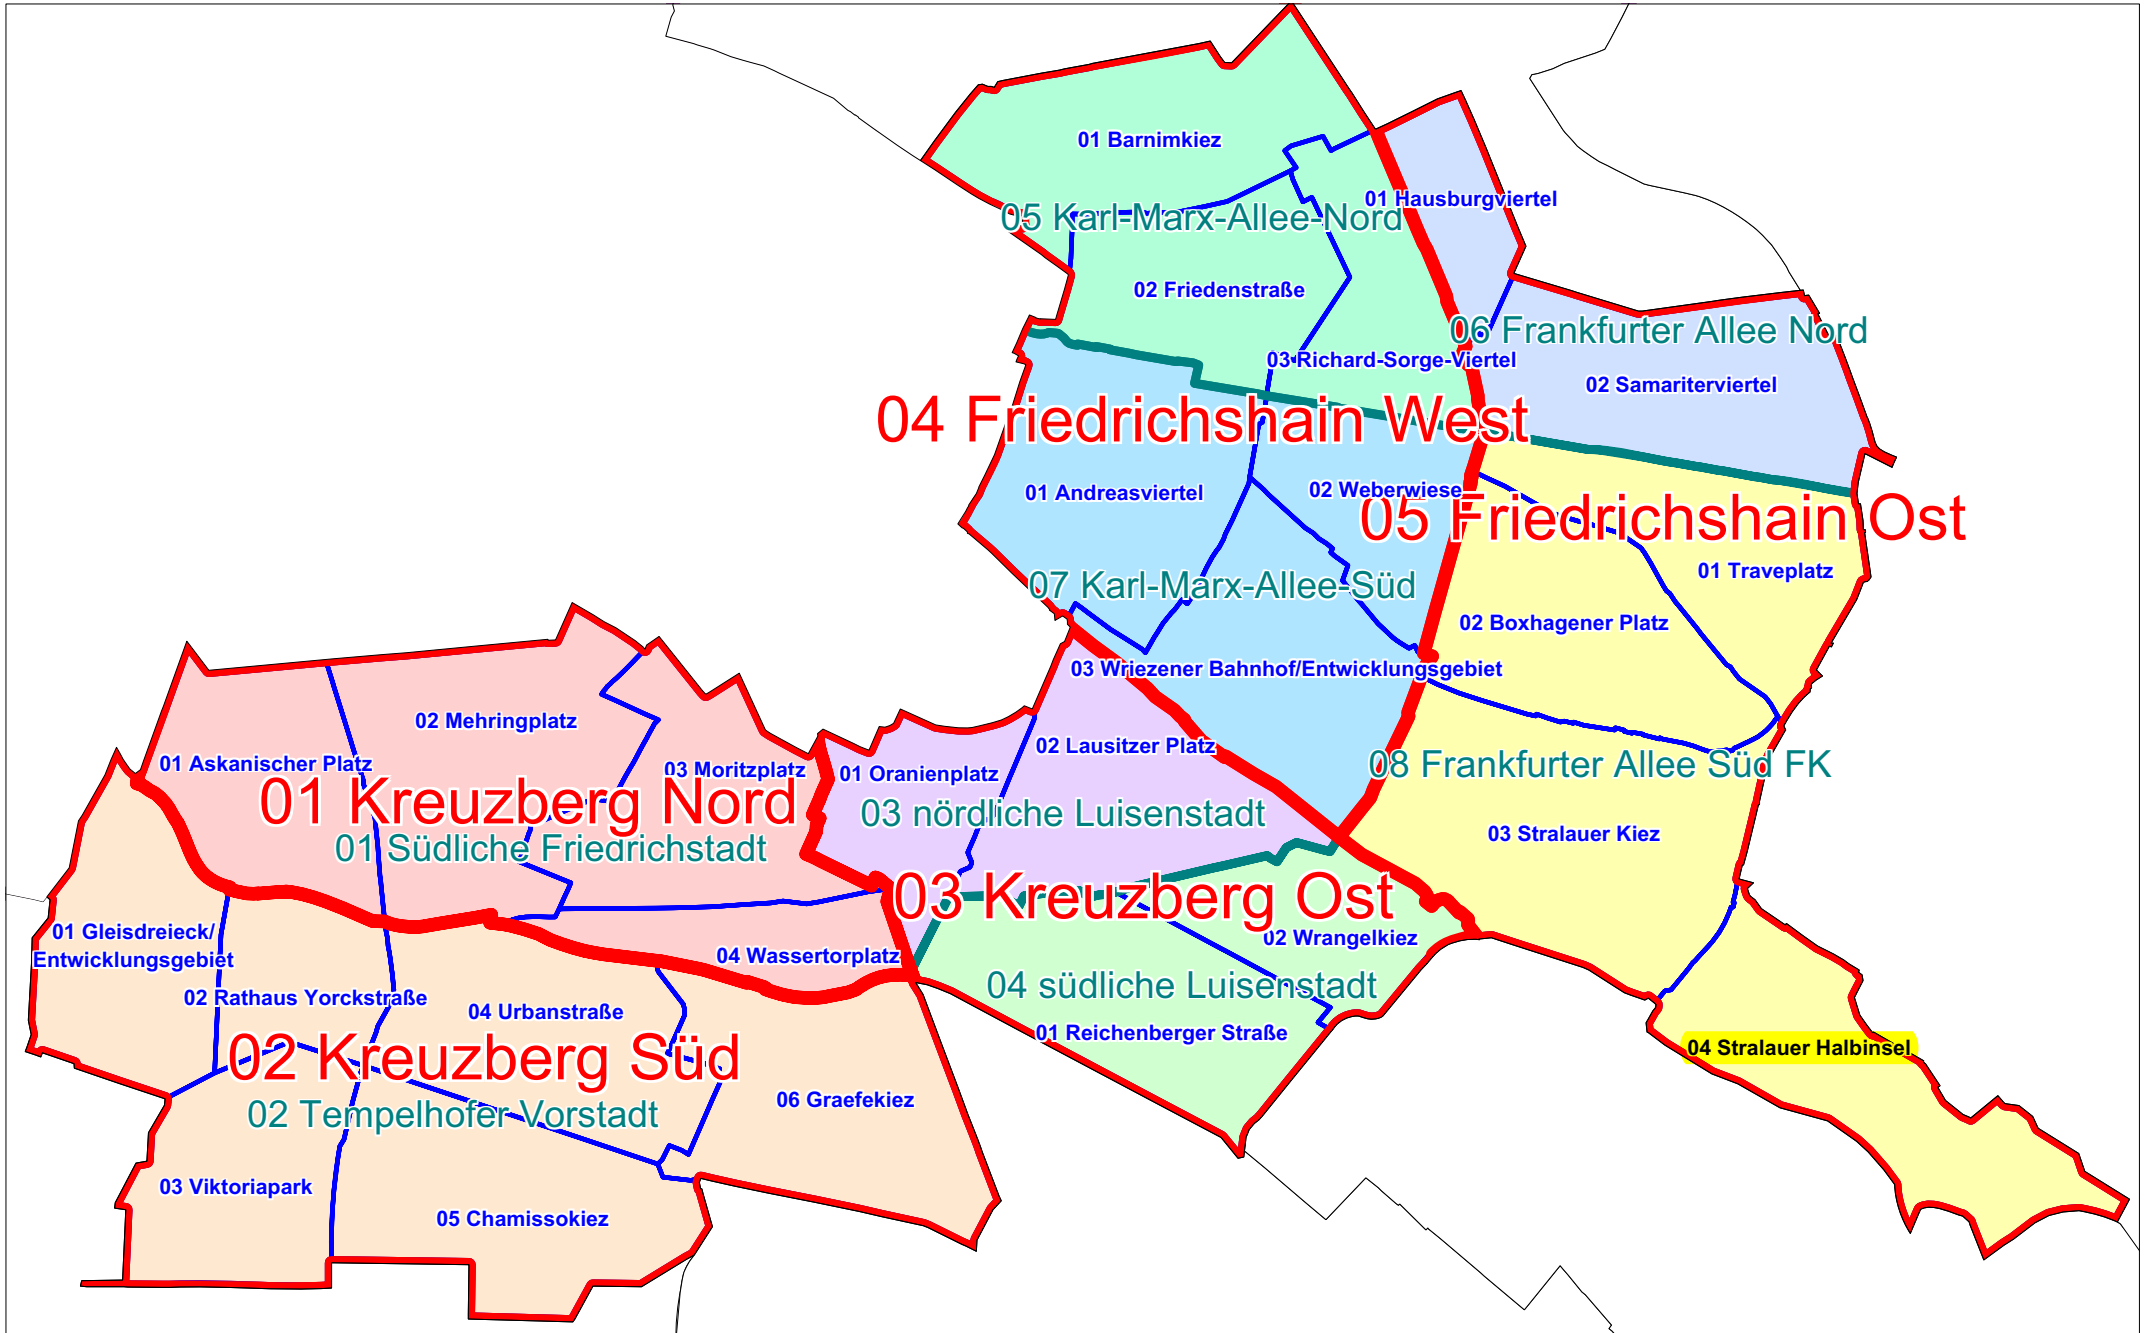 01 Barnimkiez
01 Hausburgviertel
05 Karl-Marx-Allee-Nord
02 Friedenstraße
06 Frankfurter Allee Nord
03 Richard-Sorge-Viertel
02 Samariterviertel
04 Friedrichshain West
01 Andreasviertel
02 Weberwiese
05 Friedrichshain Ost
01 Traveplatz
07 Karl-Marx-Allee-Süd
02 Boxhagener Platz
03 Wriezener Bahnhof/Entwicklungsgebiet
02 Mehringplatz
02 Lausitzer Platz
01 Askanischer Platz
03 Moritzplatz
01 Oranienplatz
08 Frankfurter Allee Süd FK
01 Kreuzberg Nord
03 nördliche Luisenstadt
03 Stralauer Kiez
01 Südliche Friedrichstadt
03 Kreuzberg Ost
01 Gleisdreieck/
Entwicklungsgebiet
02 Wrangelkiez
04 Wassertorplatz
04 südliche Luisenstadt
02 Rathaus Yorckstraße
04 Urbanstraße
01 Reichenberger Straße
04 Stralauer Halbinsel
02 Kreuzberg Süd
06 Graefekiez
02 Tempelhofer Vorstadt
03 Viktoriapark
05 Chamissokiez